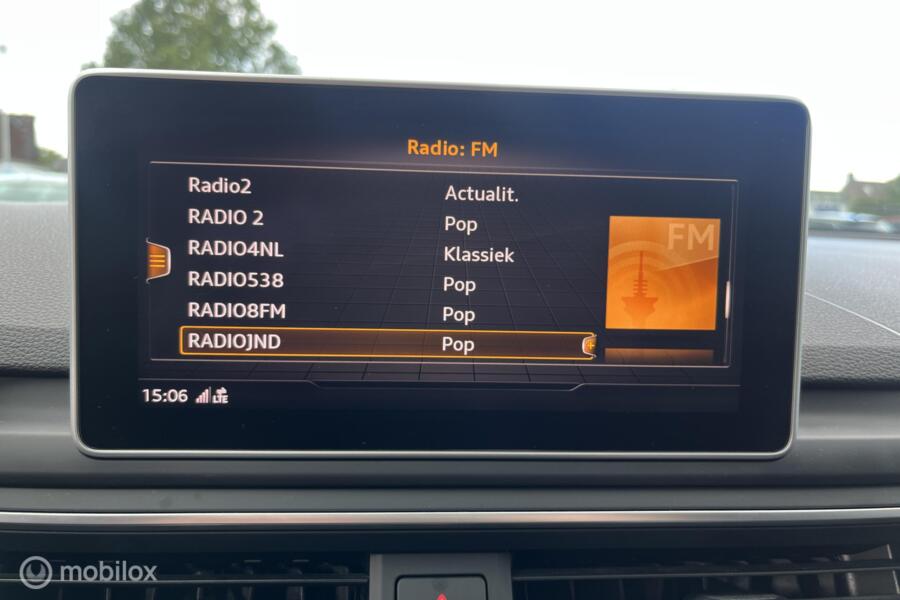 Radio: FM
Radio2 Actualit.
RADIO 2 Pop
RADIO4NL Klassiek
RADIO538 Pop
RADIO8FM Pop
RADIOJND Pop
FM
15:06 LTE
mobilox